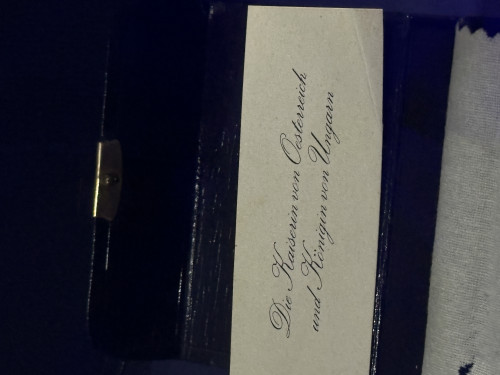 Die Kaiserin von Oesterreich
und Königin von Ungarn